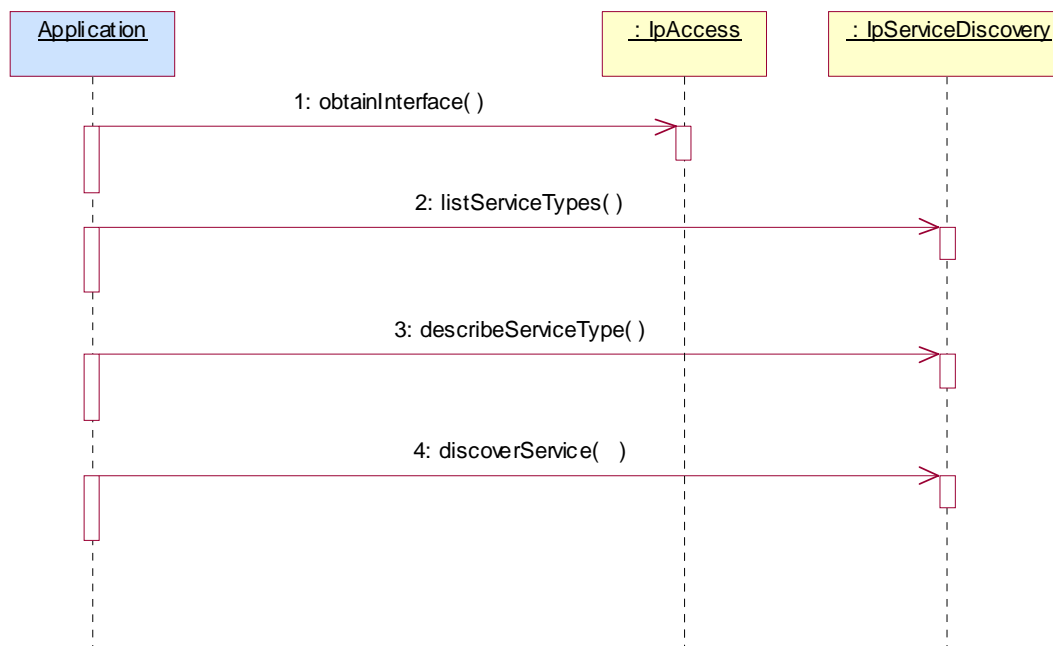 Application
: IpAccess
: IpServiceDiscovery
1: obtainInterface( )
2: listServiceTypes( )
3: describeServiceType( )
4: discoverService(  )